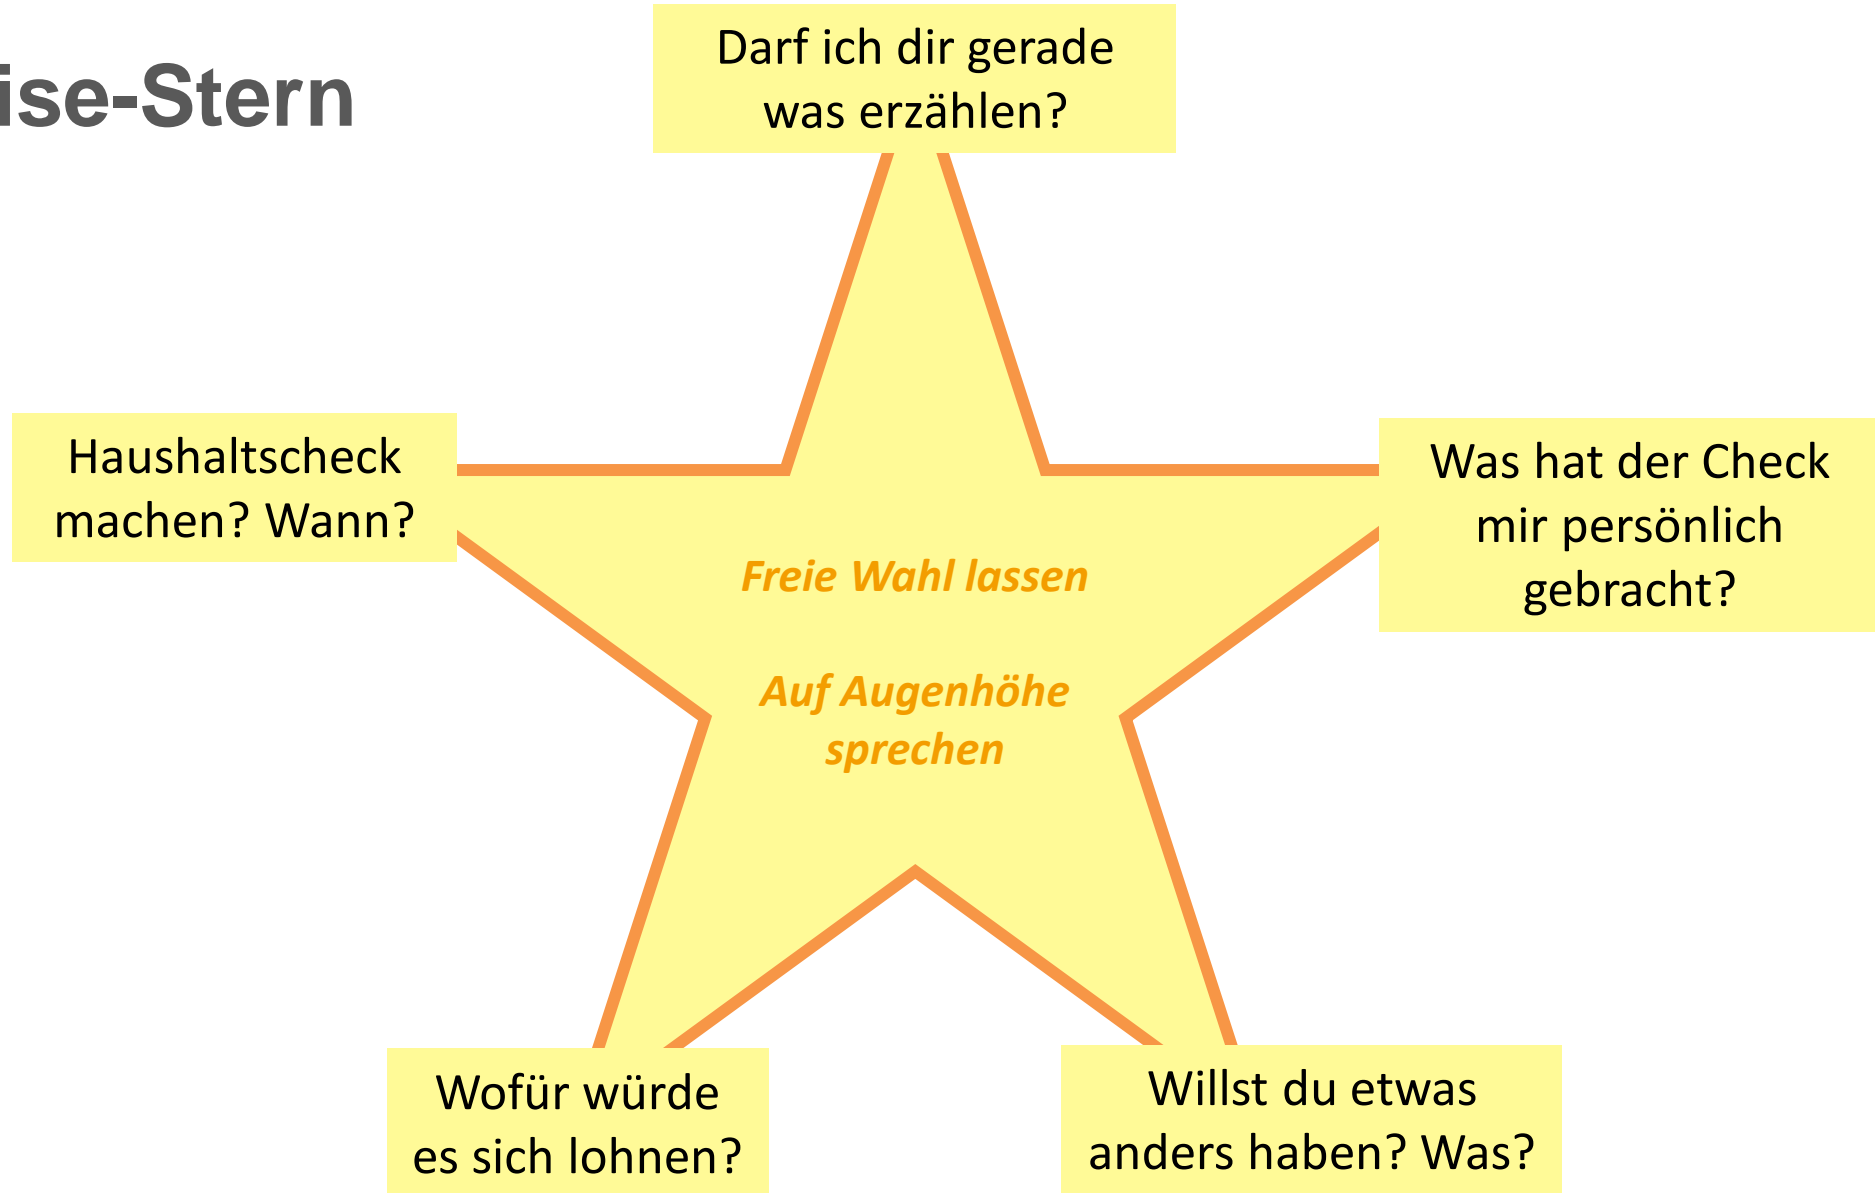 ise-Stern
Darf ich dir gerade
was erzählen?
Haushaltscheck
machen? Wann?
Was hat der Check
mir persönlich
gebracht?
Freie Wahl lassen
Auf Augenhöhe
sprechen
Wofür würde
es sich lohnen?
Willst du etwas
anders haben? Was?